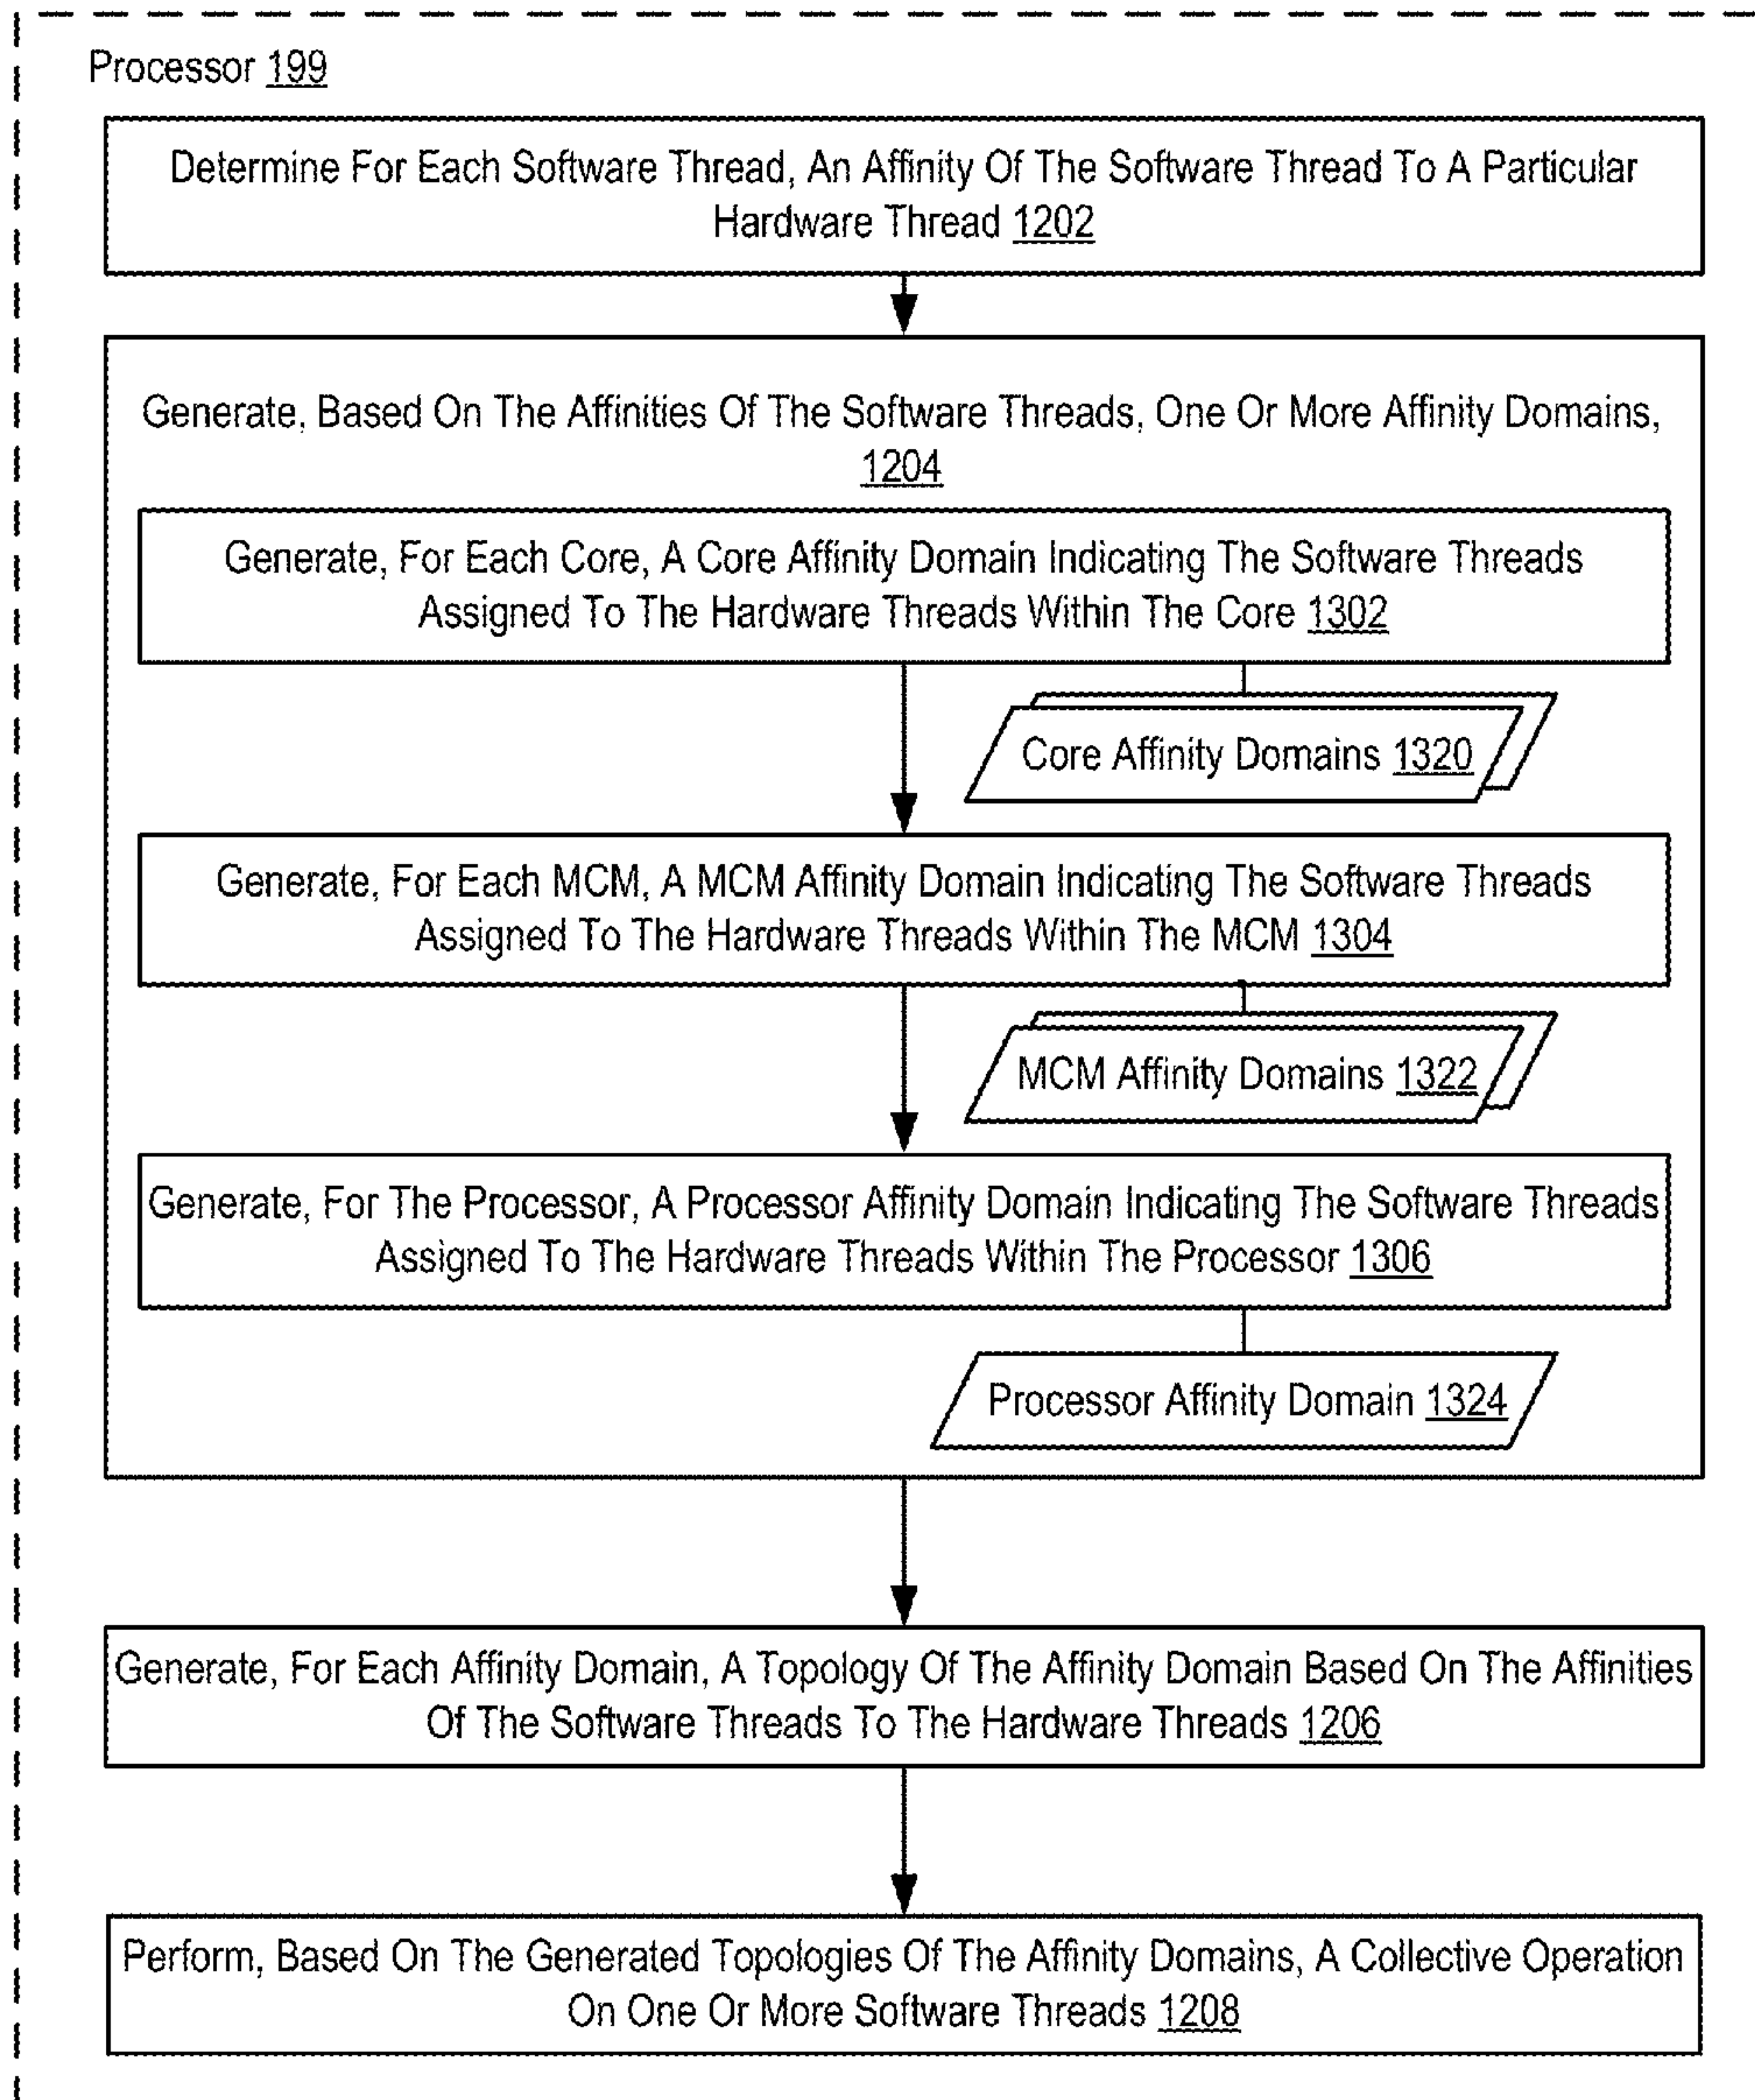 Processor 199
Determine For Each Software Thread, An Affinity Of The Software Thread To A Particular
Hardware Thread 1202
Generate, Based On The Affinities Of The Software Threads, One Or More Affinity Domains,
1204
Generate, For Each Core, A Core Affinity Domain Indicating The Software Threads
Assigned To The Hardware Threads Within The Core 1302
Core Affinity Domains 1320
Generate, For Each MCM, A MCM Affinity Domain Indicating The Software Threads
Assigned To The Hardware Threads Within The MCM 1304
MCM Affinity Domains 1322
Generate, For The Processor, A Processor Affinity Domain Indicating The Software Threads
Assigned To The Hardware Threads Within The Processor 1306
Processor Affinity Domain 1324
Generate, For Each Affinity Domain, A Topology Of The Affinity Domain Based On The Affinities
Of The Software Threads To The Hardware Threads 1206
Perform, Based On The Generated Topologies Of The Affinity Domains, A Collective Operation
On One Or More Software Threads 1208